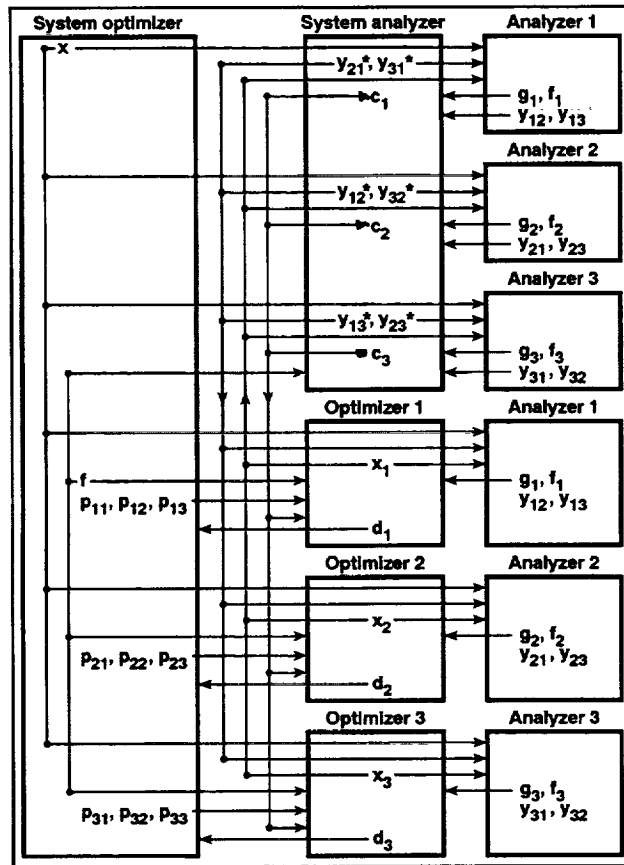 System optimizer System analyzer Analyzer 1
x
y21*, y31*
c1 g1, f1
y12, y13
Analyzer 2
y12*, y32*
c2 g2, f2
y21, y23
Analyzer 3
y13*, y23*
c3 g3, f3
y31, y32
Optimizer 1 Analyzer 1
f x1 g1, f1
p11, p12, p13 y12, y13
d1
Optimizer 2 Analyzer 2
x2 g2, f2
p21, p22, p23 y21, y23
d2
Optimizer 3 Analyzer 3
x3 g3, f3
p31, p32, p33 y31, y32
d3